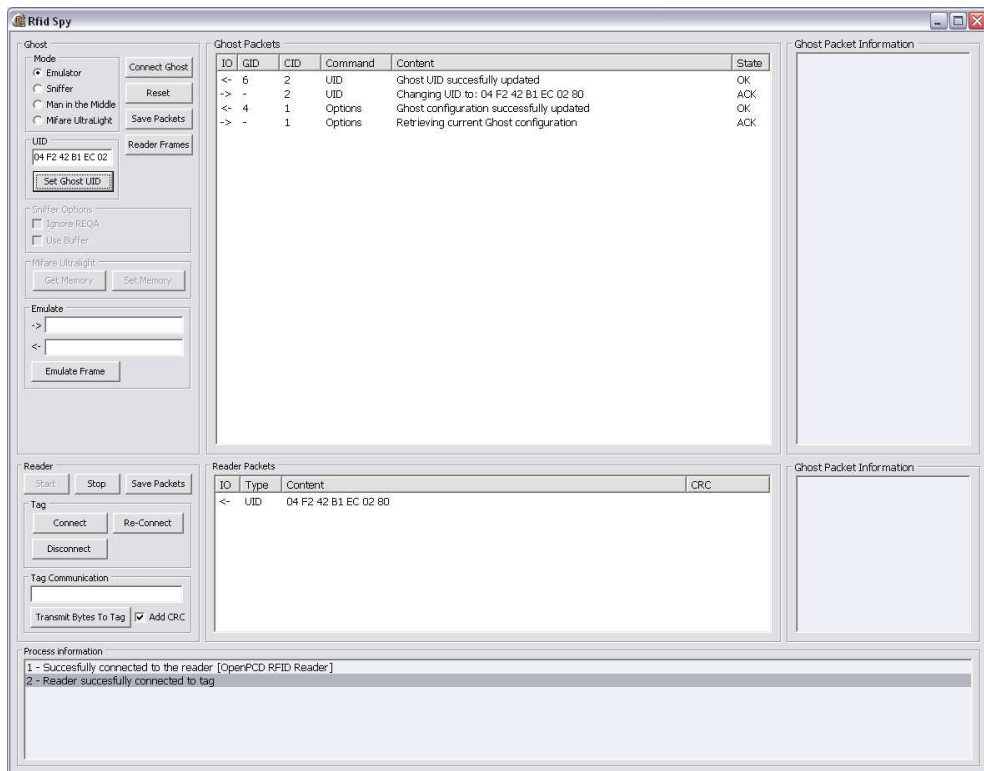 Rfid Spy
Ghost
Mode
Emulator
Sniffer
Man in the Middle
Mifare UltraLight
Connect Ghost
Reset
Save Packets
Reader Frames
UID
04 F2 42 B1 EC 02
Set Ghost UID
Sniffer Options
Ignore REQA
Use Buffer
Mifare Ultralight
Get Memory Set Memory
Emulate
->
<-
Emulate Frame
Ghost Packets
IO GID CID Command Content State
<- 6 2 UID Ghost UID succesfully updated OK
-> - 2 UID Changing UID to: 04 F2 42 B1 EC 02 80 ACK
<- 4 1 Options Ghost configuration successfully updated OK
-> - 1 Options Retrieving current Ghost configuration ACK
Ghost Packet Information
Reader
Start Stop Save Packets
Tag
Connect Re-Connect
Disconnect
Tag Communication
Transmit Bytes To Tag Add CRC
Reader Packets
IO Type Content CRC
<- UID 04 F2 42 B1 EC 02 80
Ghost Packet Information
Process information
1 - Succesfully connected to the reader [OpenPCD RFID Reader]
2 - Reader succesfully connected to tag